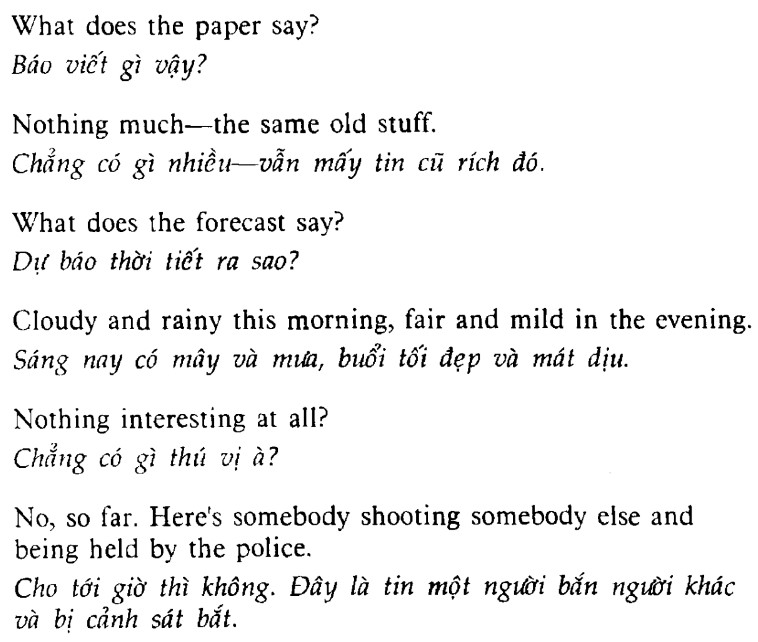 What does the paper say?
Báo viết gì vậy?
Nothing much—the same old stuff.
Chẳng có gì nhiều—vẫn mấy tin cũ rích đó.
What does the forecast say?
Dự báo thời tiết ra sao?
Cloudy and rainy this morning, fair and mild in the evening.
Sáng nay có mây và mưa, buổi tối đẹp và mát dịu.
Nothing interesting at all?
Chẳng có gì thú vị à?
No, so far. Here's somebody shooting somebody else and
being held by the police.
Cho tới giờ thì không. Đây là tin một người bắn người khác
và bị cảnh sát bắt.